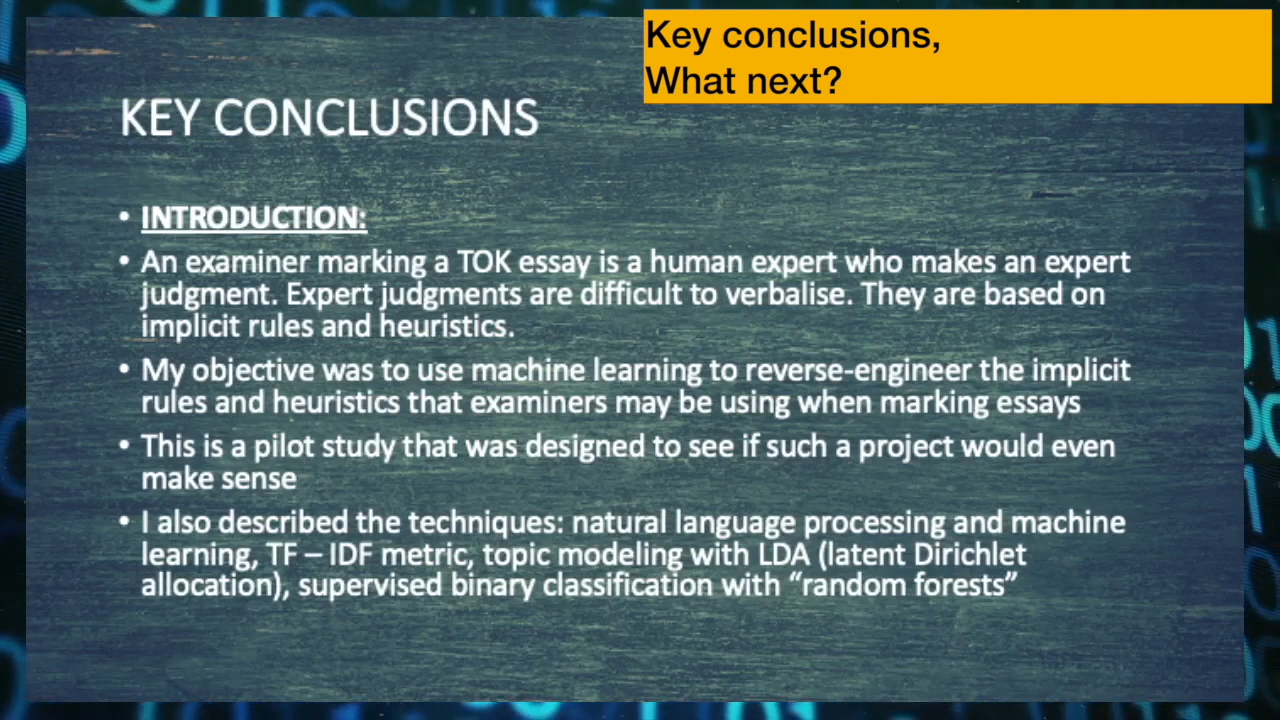 Key conclusions,
What next?
KEY CONCLUSIONS
• INTRODUCTION:
• An examiner marking a TOK essay is a human expert who makes an expert
judgment. Expert judgments are difficult to verbalise. They are based on
implicit rules and heuristics.
• My objective was to use machine learning to reverse-engineer the implicit
rules and heuristics that examiners may be using when marking essays
• This is a pilot study that was designed to see if such a project would even
make sense
• I also described the techniques: natural language processing and machine
learning, TF – IDF metric, topic modeling with LDA (latent Dirichlet
allocation), supervised binary classification with “random forests”